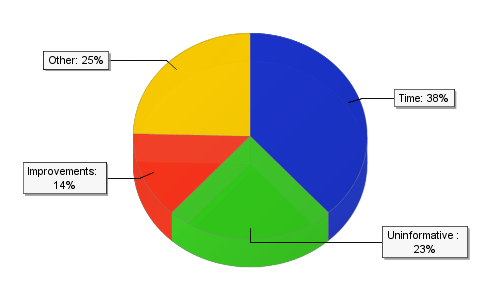 Other: 25%
Time: 38%
Improvements:
14%
Uninformative :
23%